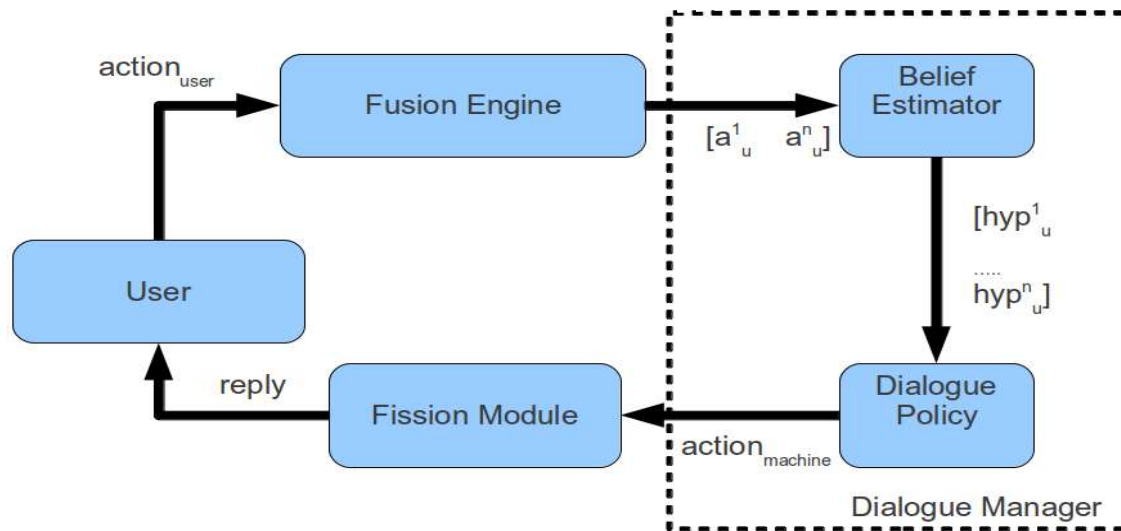 action_user
Fusion Engine
Belief
Estimator
[a^1_u a^n_u]
[hyp^1_u
.....
hyp^n_u]
User
reply
Fission Module
Dialogue
Policy
action_machine
Dialogue Manager